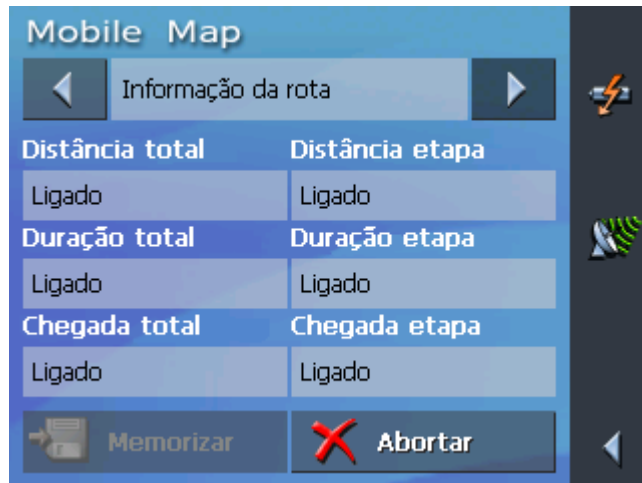 Mobile Map
Informação da rota
Distância total Distância etapa
Ligado Ligado
Duração total Duração etapa
Ligado Ligado
Chegada total Chegada etapa
Ligado Ligado
Memorizar Abortar